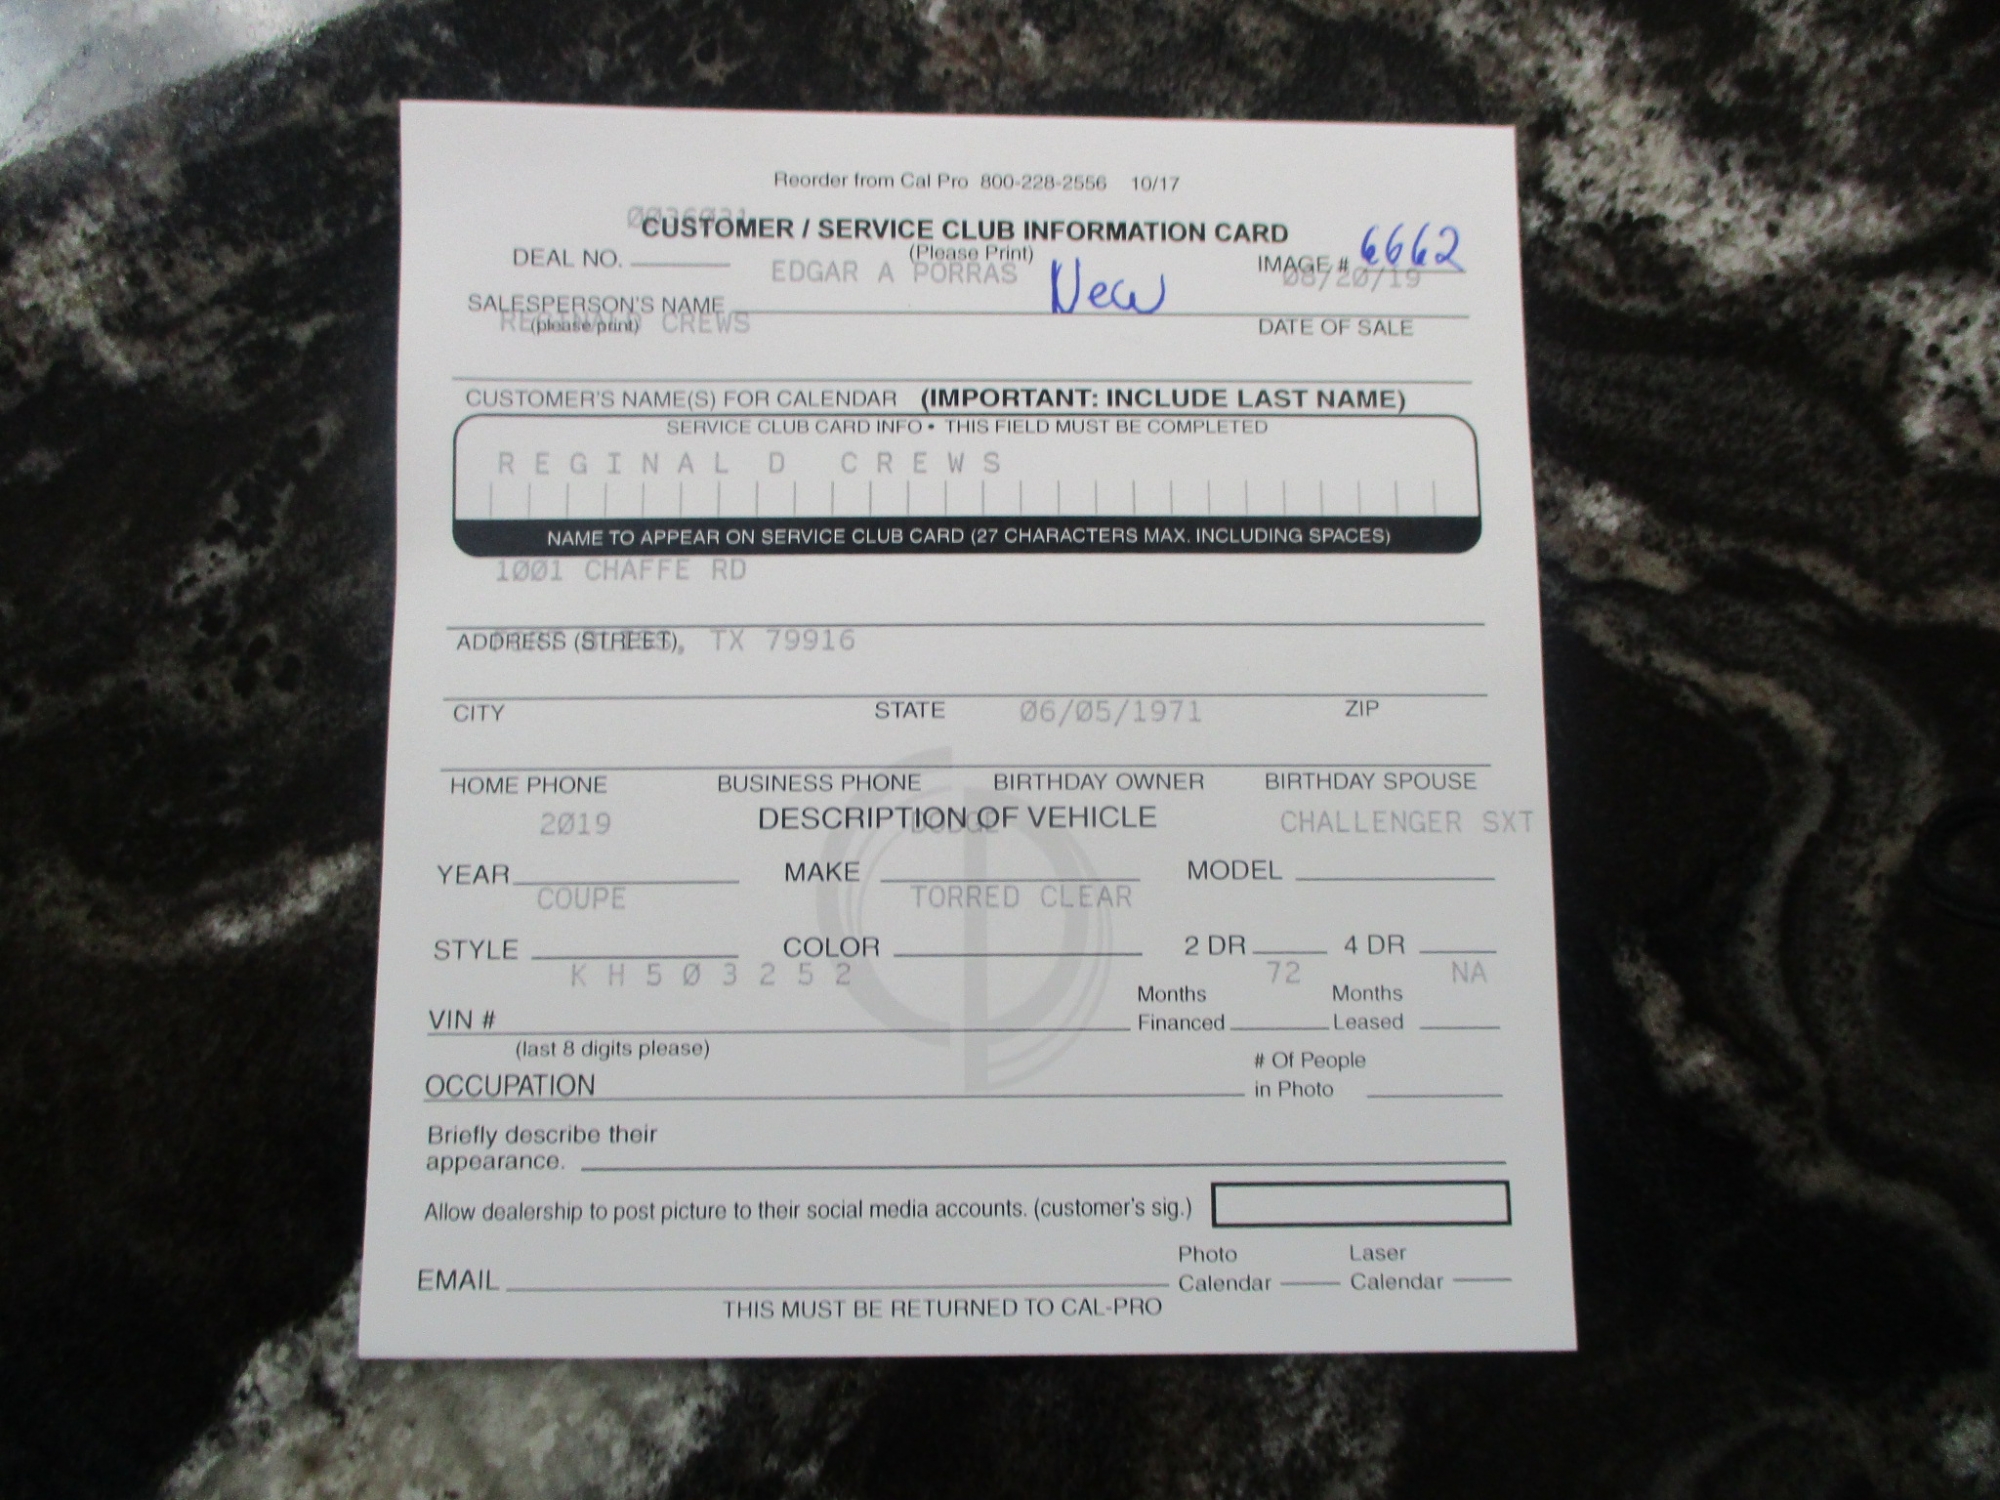 Reorder from Cal Pro 800-228-2556 10/17
CUSTOMER / SERVICE CLUB INFORMATION CARD
(Please Print)
DEAL NO. IMAGE # 6662
EDGAR A PORRAS New 08/20/19
SALESPERSON'S NAME
(please print) DATE OF SALE
REGINALD CREWS
CUSTOMER'S NAME(S) FOR CALENDAR (IMPORTANT: INCLUDE LAST NAME)
SERVICE CLUB CARD INFO • THIS FIELD MUST BE COMPLETED
REGINAL D CREWS
NAME TO APPEAR ON SERVICE CLUB CARD (27 CHARACTERS MAX. INCLUDING SPACES)
1001 CHAFFE RD
ADDRESS (STREET), TX 79916
CITY STATE ZIP
06/05/1971
HOME PHONE BUSINESS PHONE BIRTHDAY OWNER BIRTHDAY SPOUSE
DESCRIPTION OF VEHICLE
2019 DODGE CHALLENGER SXT
YEAR MAKE MODEL
COUPE TORRED CLEAR
STYLE COLOR 2 DR 4 DR
KH503252 72 NA
VIN # Months Financed Months Leased
(last 8 digits please)
OCCUPATION # Of People in Photo
Briefly describe their
appearance.
Allow dealership to post picture to their social media accounts. (customer's sig.)
EMAIL Photo Calendar Laser Calendar
THIS MUST BE RETURNED TO CAL-PRO